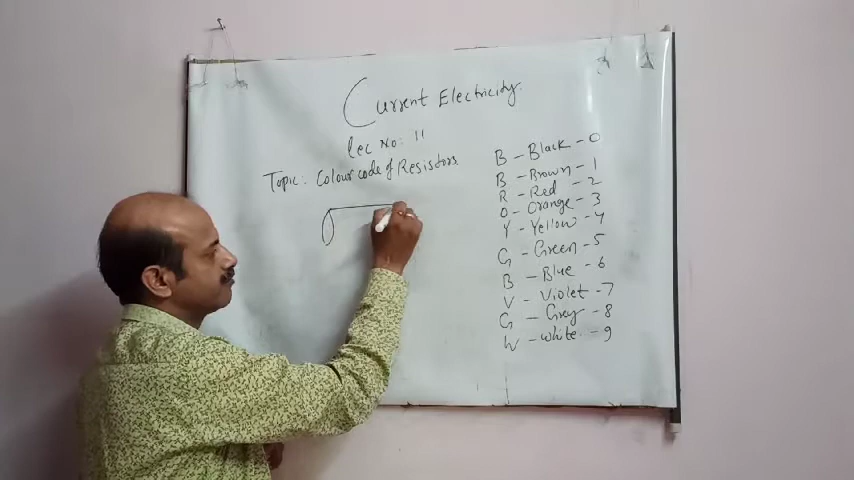 Current Electricity.
Lec No: 11
Topic: Colour code of Resistors
B - Black - 0
B - Brown - 1
R - Red - 2
O - Orange - 3
Y - Yellow - 4
G - Green - 5
B - Blue - 6
V - Violet - 7
G - Grey - 8
W - White - 9